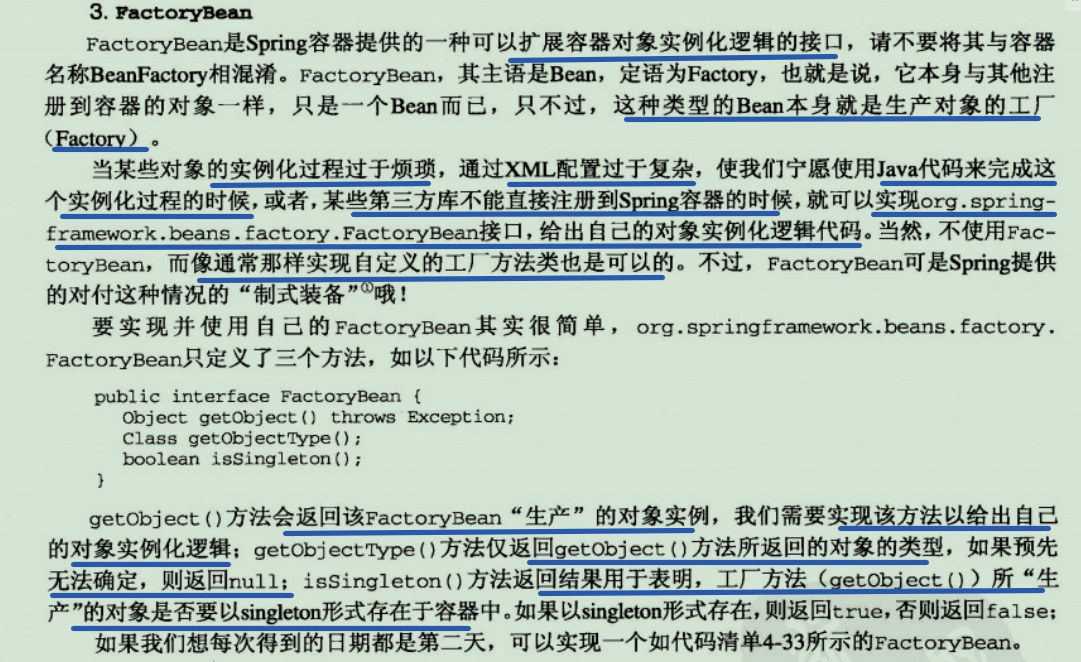 3. FactoryBean
FactoryBean是Spring容器提供的一种可以扩展容器对象实例化逻辑的接口，请不要将其与容器
名称BeanFactory相混淆。FactoryBean，其主语是Bean，定语为Factory，也就是说，它本身与其他注
册到容器的对象一样，只是一个Bean而已，只不过，这种类型的Bean本身就是生产对象的工厂
（Factory）。
当某些对象的实例化过程过于烦琐，通过XML配置过于复杂，使我们宁愿使用Java代码来完成这
个实例化过程的时候，或者，某些第三方库不能直接注册到Spring容器的时候，就可以实现org.spring-
framework.beans.factory.FactoryBean接口，给出自己的对象实例化逻辑代码。当然，不使用Fac-
toryBean，而像通常那样实现自定义的工厂方法类也是可以的。不过，FactoryBean可是Spring提供
的对付这种情况的“制式装备”①哦！
要实现并使用自己的FactoryBean其实很简单，org.springframework.beans.factory.
FactoryBean只定义了三个方法，如以下代码所示：
public interface FactoryBean {
Object getObject() throws Exception;
Class getObjectType();
boolean isSingleton();
}
getObject()方法会返回该FactoryBean“生产”的对象实例，我们需要实现该方法以给出自己
的对象实例化逻辑；getObjectType()方法仅返回getObject()方法所返回的对象的类型，如果预先
无法确定，则返回null；isSingleton()方法返回结果用于表明，工厂方法（getObject()）所“生
产”的对象是否要以singleton形式存在于容器中。如果以singleton形式存在，则返回true，否则返回false；
如果我们想每次得到的日期都是第二天，可以实现一个如代码清单4-33所示的FactoryBean。